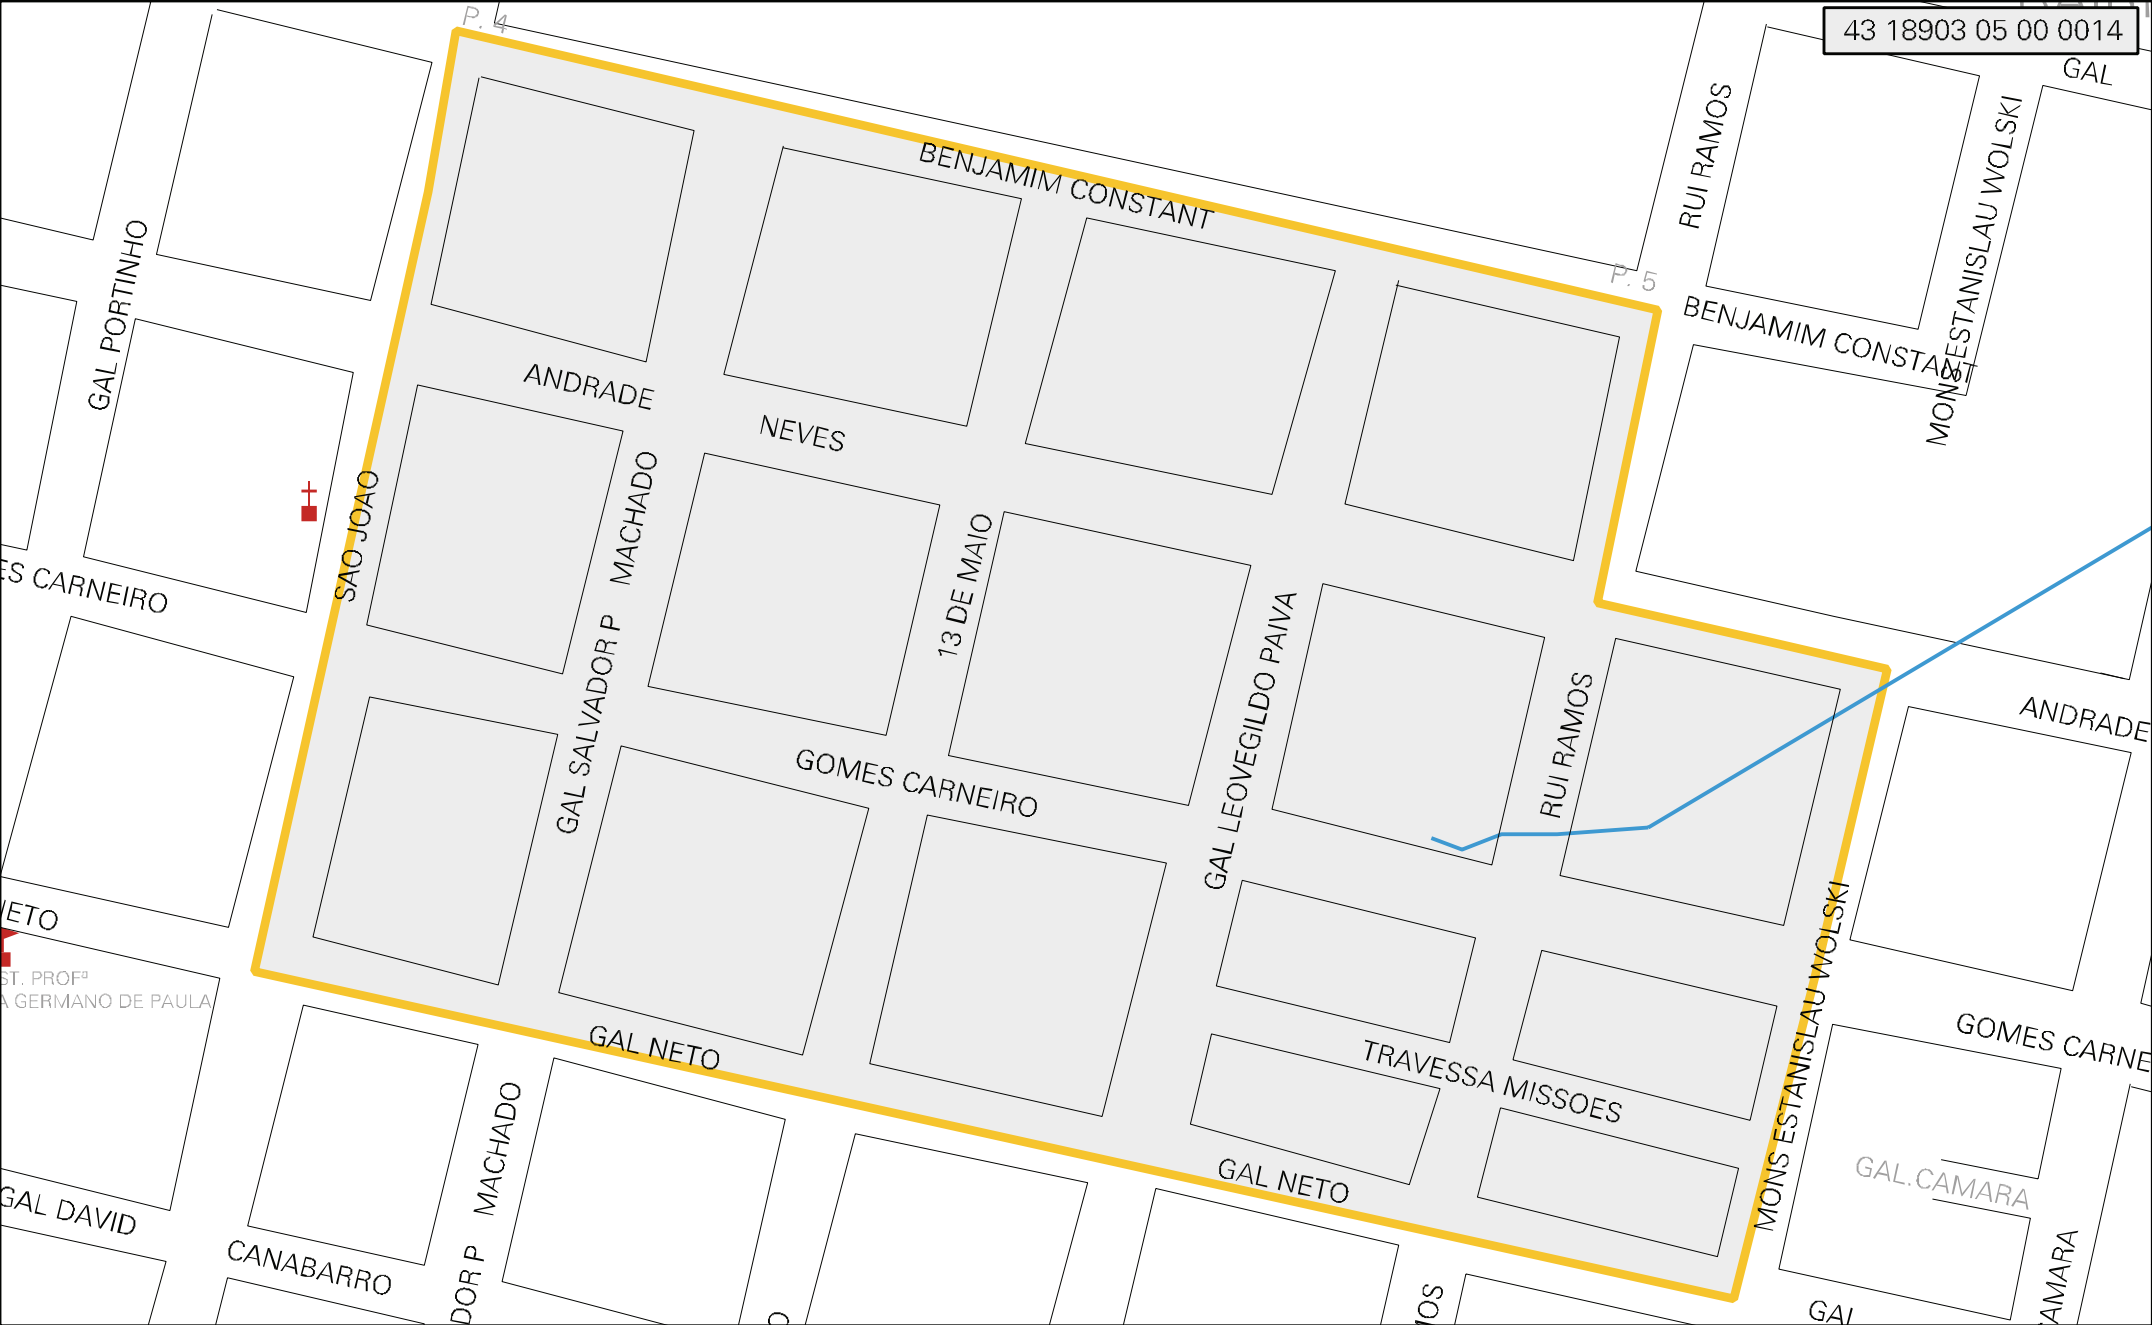 P. 4
43 18903 05 00 0014
GAL
RUI RAMOS
MONS ESTANISLAU WOLSKI
BENJAMIM CONSTANT
GAL PORTINHO
P. 5
BENJAMIM CONSTANT
ANDRADE
NEVES
SAO JOAO
GAL SALVADOR P MACHADO
13 DE MAIO
ES CARNEIRO
GAL LEOVEGILDO PAIVA
RUI RAMOS
ANDRADE
GOMES CARNEIRO
NETO
ST. PROFª
A GERMANO DE PAULA
MONS ESTANISLAU WOLSKI
GAL NETO
GOMES CARNE
TRAVESSA MISSOES
GAL NETO
GAL.CAMARA
GAL DAVID
CANABARRO
DOR P MACHADO
MOS
AMARA
GAL